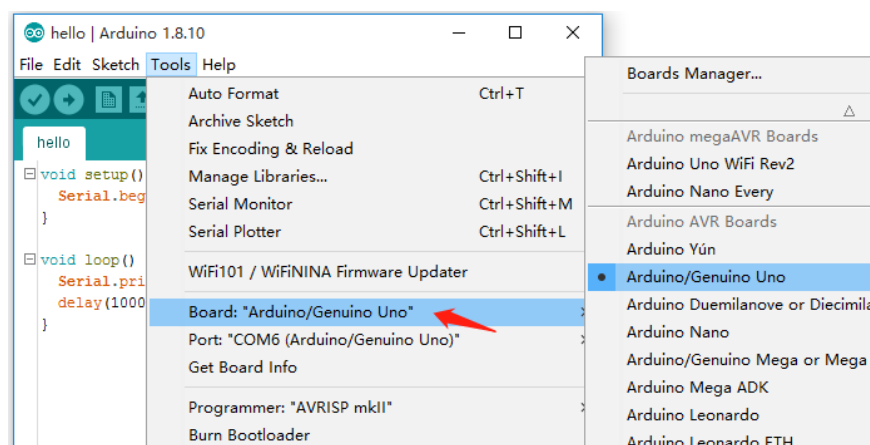 hello | Arduino 1.8.10
File Edit Sketch Tools Help
hello
void setup()
Serial.beg
}
void loop()
Serial.pri
delay(1000
}
Auto Format Ctrl+T
Archive Sketch
Fix Encoding & Reload
Manage Libraries... Ctrl+Shift+I
Serial Monitor Ctrl+Shift+M
Serial Plotter Ctrl+Shift+L
WiFi101 / WiFiNINA Firmware Updater
Board: "Arduino/Genuino Uno"
Port: "COM6 (Arduino/Genuino Uno)"
Get Board Info
Programmer: "AVRISP mkII"
Burn Bootloader
Boards Manager...
Arduino megaAVR Boards
Arduino Uno WiFi Rev2
Arduino Nano Every
Arduino AVR Boards
Arduino Yún
Arduino/Genuino Uno
Arduino Duemilanove or Diecimila
Arduino Nano
Arduino/Genuino Mega or Mega
Arduino Mega ADK
Arduino Leonardo
Arduino Leonardo ETH